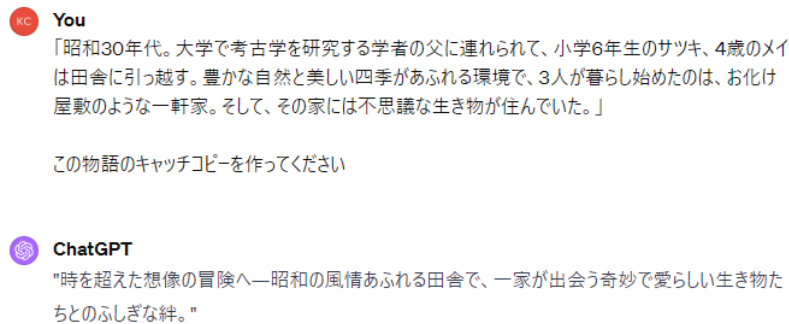 KC You
「昭和30年代。大学で考古学を研究する学者の父に連れられて、小学6年生のサツキ、4歳のメイ
は田舎に引っ越す。豊かな自然と美しい四季があふれる環境で、3人が暮らし始めたのは、お化け
屋敷のような一軒家。そして、その家には不思議な生き物が住んでいた。」
この物語のキャッチコピーを作ってください
ChatGPT
"時を超えた想像の冒険へ—昭和の風情あふれる田舎で、一家が出会う奇妙で愛らしい生き物た
ちとのふしぎな絆。"